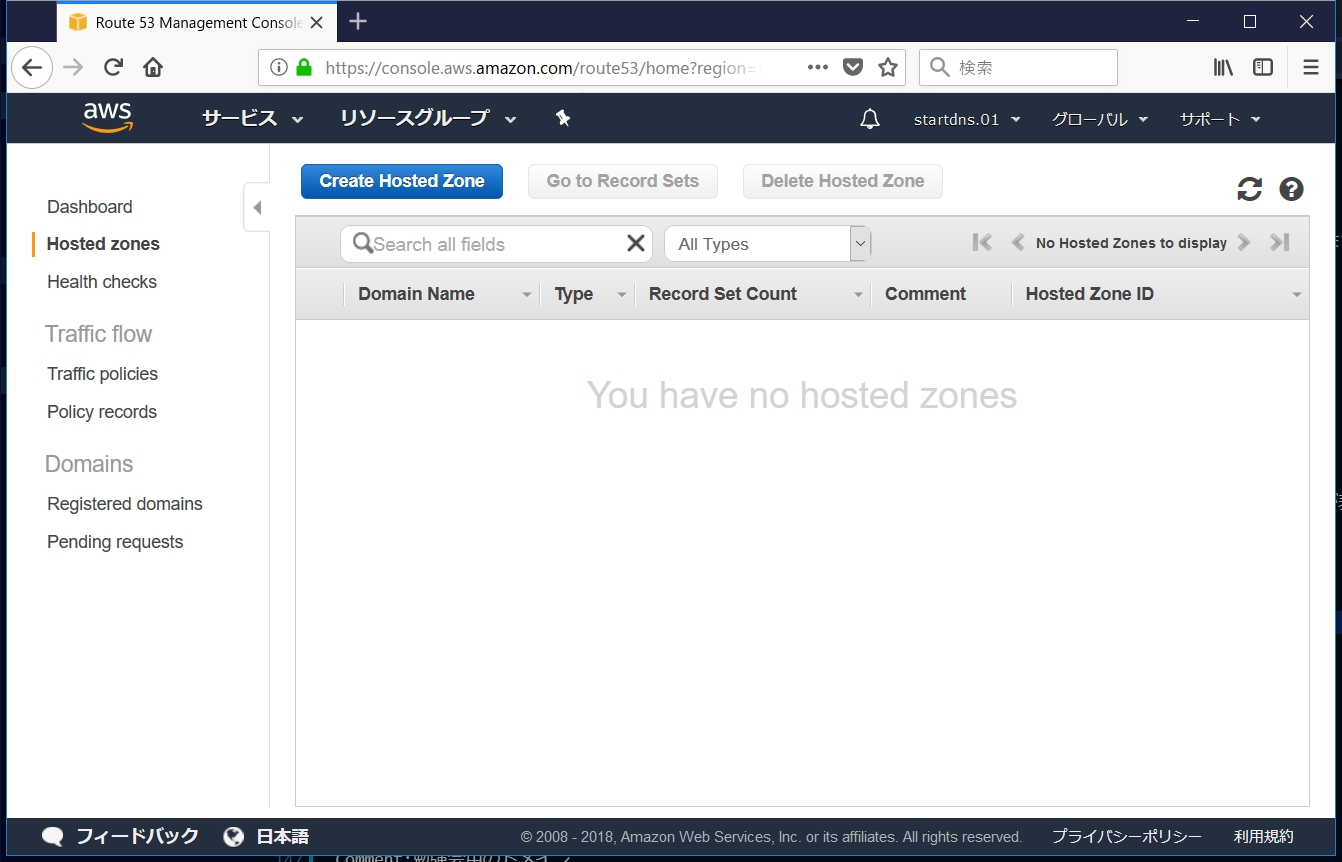 Route 53 Management Console
https://console.aws.amazon.com/route53/home?region=
検索
aws
サービス
リソースグループ
startdns.01
グローバル
サポート
Create Hosted Zone
Go to Record Sets
Delete Hosted Zone
Dashboard
Hosted zones
Health checks
Traffic flow
Traffic policies
Policy records
Domains
Registered domains
Pending requests
Search all fields
All Types
No Hosted Zones to display
Domain Name
Type
Record Set Count
Comment
Hosted Zone ID
You have no hosted zones
フィードバック
日本語
© 2008 - 2018, Amazon Web Services, Inc. or its affiliates. All rights reserved.
プライバシーポリシー
利用規約